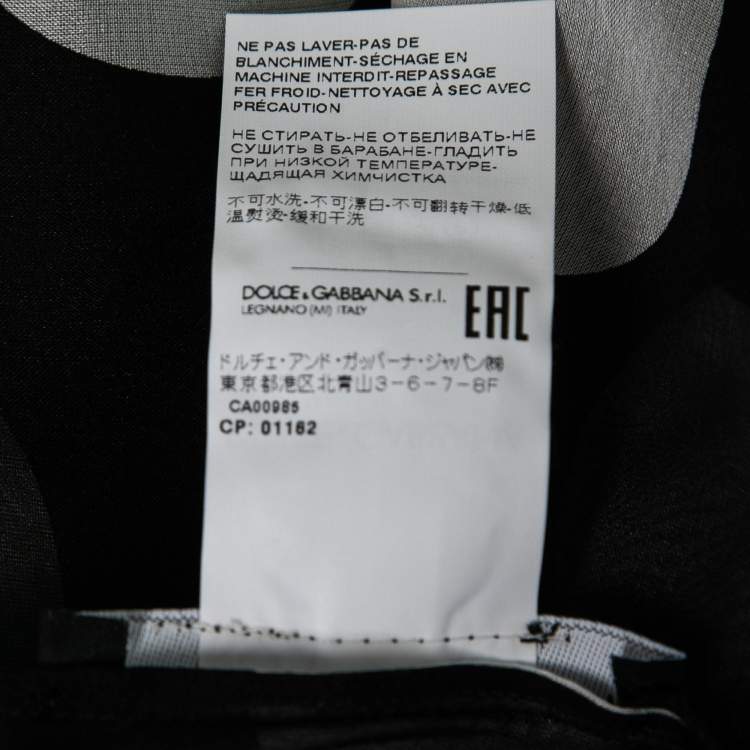 NE PAS LAVER-PAS DE
BLANCHIMENT-SÉCHAGE EN
MACHINE INTERDIT-REPASSAGE
FER FROID-NETTOYAGE À SEC AVEC
PRÉCAUTION
НЕ СТИРАТЬ-НЕ ОТБЕЛИВАТЬ-НЕ
СУШИТЬ В БАРАБАНЕ-ГЛАДИТЬ
ПРИ НИЗКОЙ ТЕМПЕРАТУРЕ-
ЩАДЯЩАЯ ХИМЧИСТКА
不可水洗-不可漂白-不可翻转干燥-低
温熨烫-缓和干洗
DOLCE & GABBANA S.r.l.
LEGNANO (MI) ITALY
EAC
ドルチェ・アンド・ガッバーナ・ジャパン㈱
東京都港区北青山3-6-7-8F
CA00985
CP: 01162